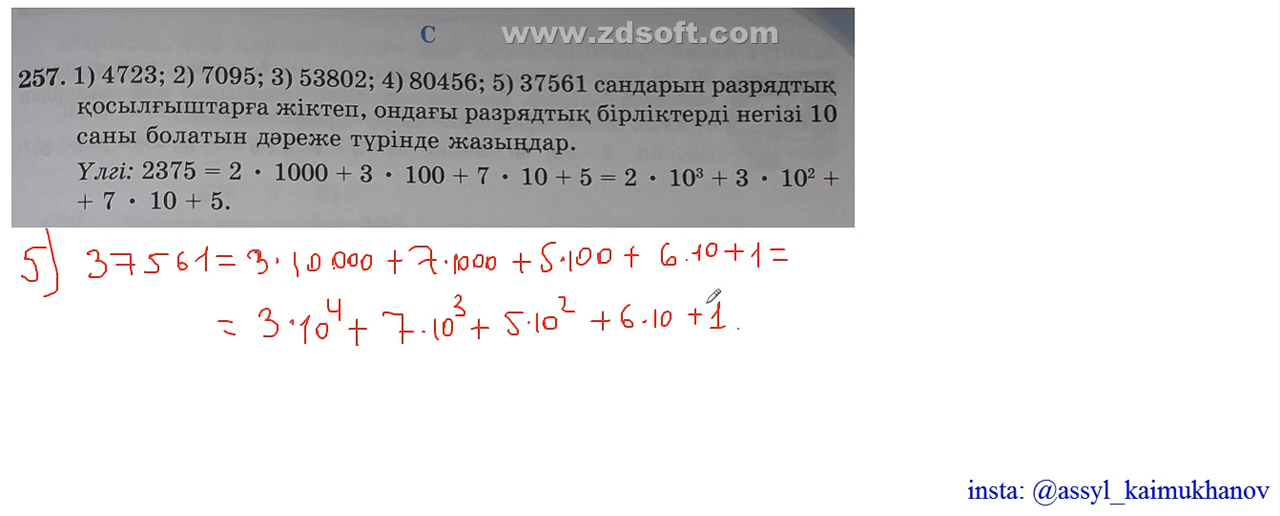 С
www.zdsoft.com
257. 1) 4723; 2) 7095; 3) 53802; 4) 80456; 5) 37561 сандарын разрядтық
қосылғыштарға жіктеп, ондағы разрядтық бірліктерді негізі 10
саны болатын дәреже түрінде жазыңдар.
Үлгі: 2375 = 2 · 1000 + 3 · 100 + 7 · 10 + 5 = 2 · 10³ + 3 · 10² +
+ 7 · 10 + 5.
5) 37561 = 3·10000 + 7·1000 + 5·100 + 6·10 + 1 =
= 3·10⁴ + 7·10³ + 5·10² + 6·10 + 1.
insta: @assyl_kaimukhanov